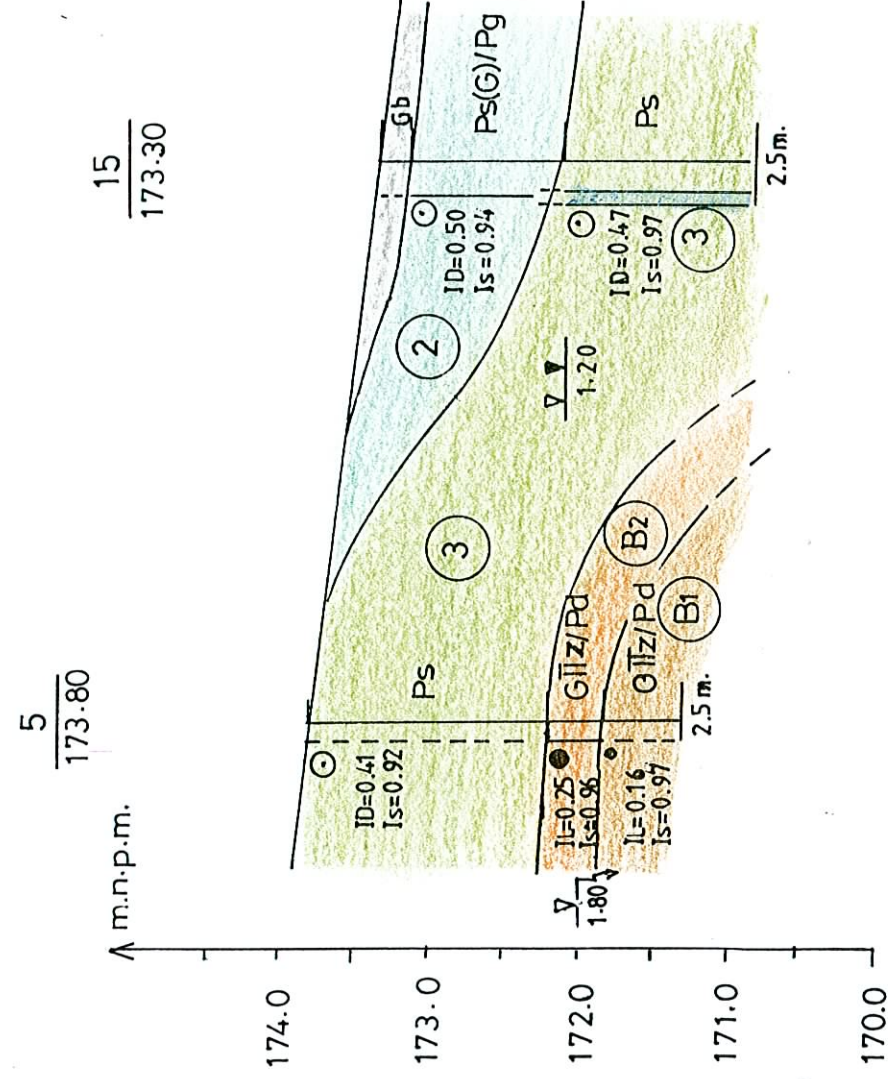 5
173.80
15
173.30
m.n.p.m.
174.0
173.0
172.0
171.0
170.0
Gb
Ps(G)/Pg
Ps
2.5m.
ID=0.50
Is=0.94
2
ID=0.47
Is=0.97
3
1.20
3
Ps
ID=0.41
Is=0.92
B2
GΠz/Pd
B1
GΠz/Pd
2.5m.
IL=0.25
Is=0.96
IL=0.16
Is=0.97
1.80